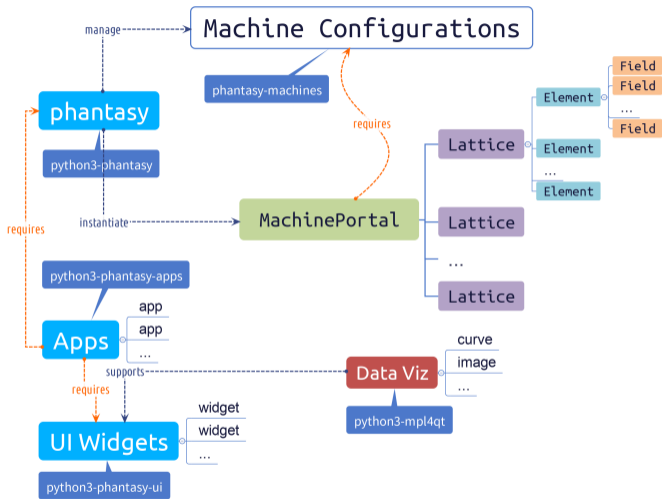 manage
Machine Configurations
phantasy-machines
phantasy
python3-phantasy
instantiate
requires
requires
MachinePortal
Lattice
Lattice
...
Lattice
Element
Element
...
Element
Field
Field
...
Field
python3-phantasy-apps
Apps
app
app
...
requires
supports
Data Viz
curve
image
...
python3-mpl4qt
UI Widgets
widget
widget
...
python3-phantasy-ui